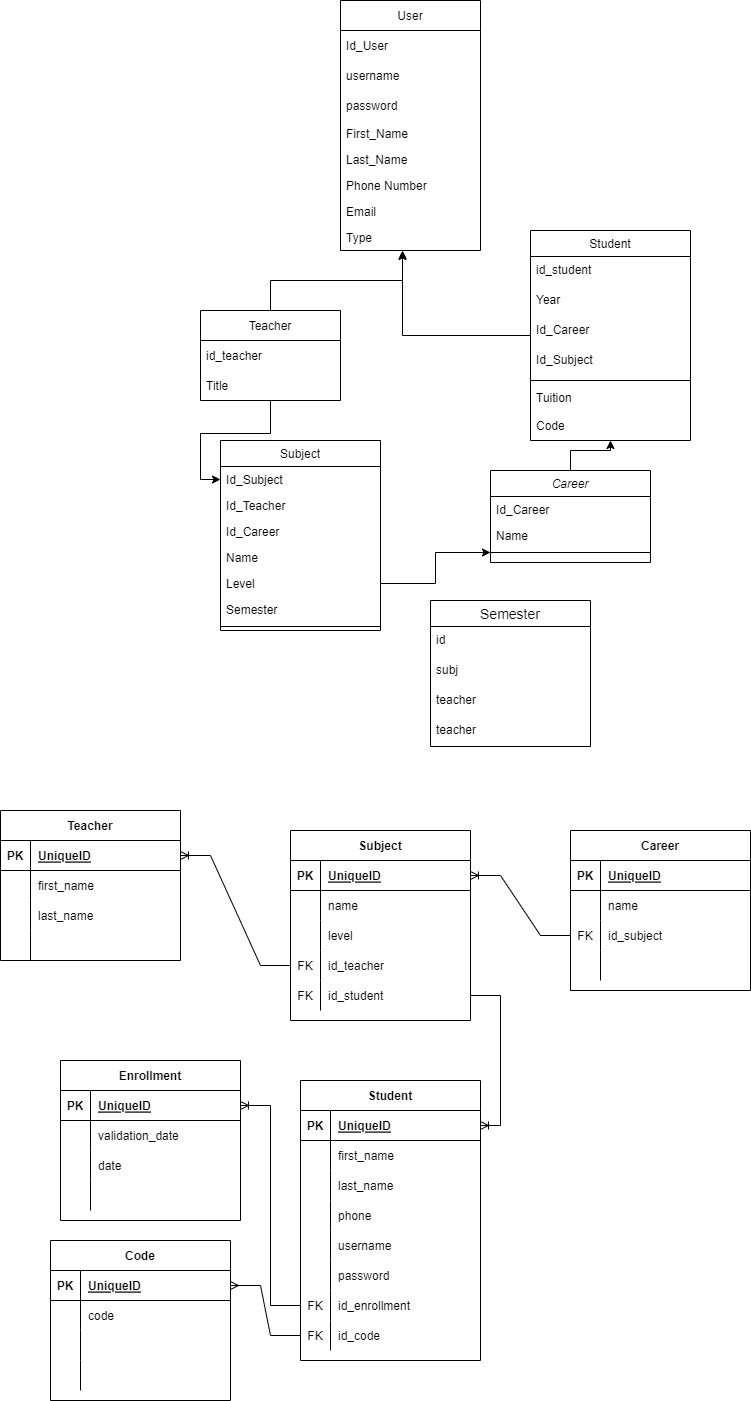 User
Id_User
username
password
First_Name
Last_Name
Phone Number
Email
Type
Student
id_student
Year
Id_Career
Id_Subject
Tuition
Code
Teacher
id_teacher
Title
Subject
Id_Subject
Id_Teacher
Id_Career
Name
Level
Semester
Career
Id_Career
Name
Semester
id
subj
teacher
teacher
Teacher
PK UniqueID
first_name
last_name
Subject
PK UniqueID
name
level
FK id_teacher
FK id_student
Career
PK UniqueID
name
FK id_subject
Enrollment
PK UniqueID
validation_date
date
Student
PK UniqueID
first_name
last_name
phone
username
password
FK id_enrollment
FK id_code
Code
PK UniqueID
code